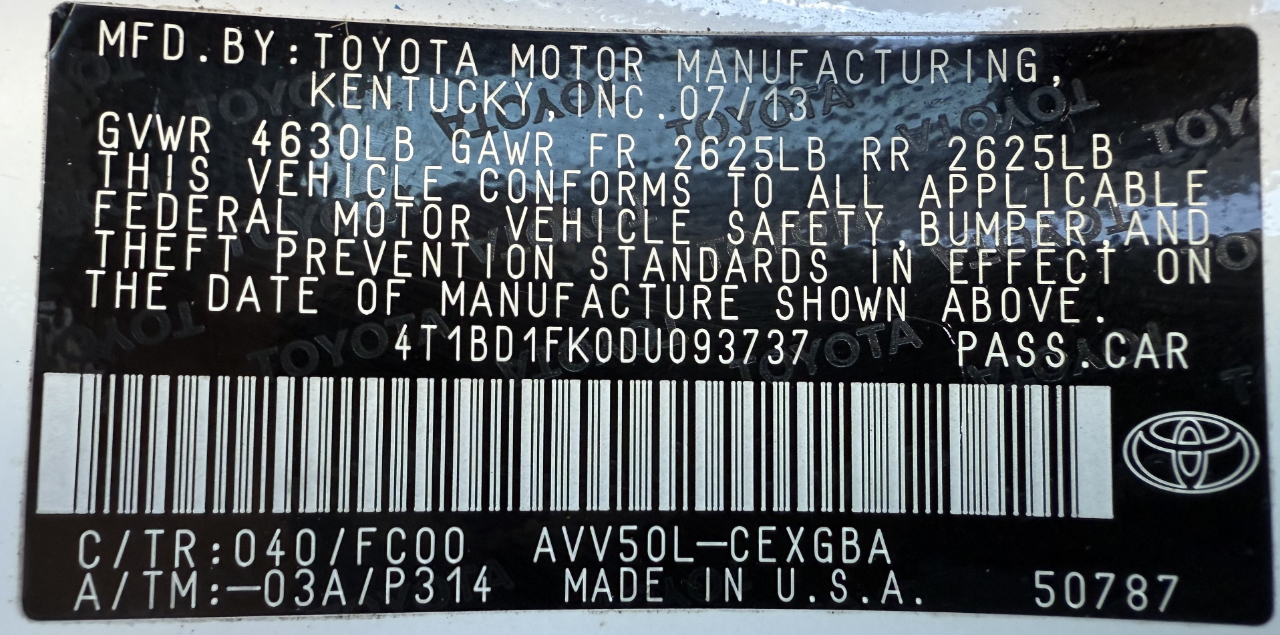 MFD.BY:TOYOTA MOTOR MANUFACTURING,
KENTUCKY,INC.07/13
GVWR 4630LB GAWR FR 2625LB RR 2625LB
THIS VEHICLE CONFORMS TO ALL APPLICABLE
FEDERAL MOTOR VEHICLE SAFETY,BUMPER,AND
THEFT PREVENTION STANDARDS IN EFFECT ON
THE DATE OF MANUFACTURE SHOWN ABOVE.
4T1BD1FK0DU093737 PASS.CAR
C/TR:040/FC00 AVV50L—CEXGBA
A/TM:—03A/P314 MADE IN U.S.A. 50787